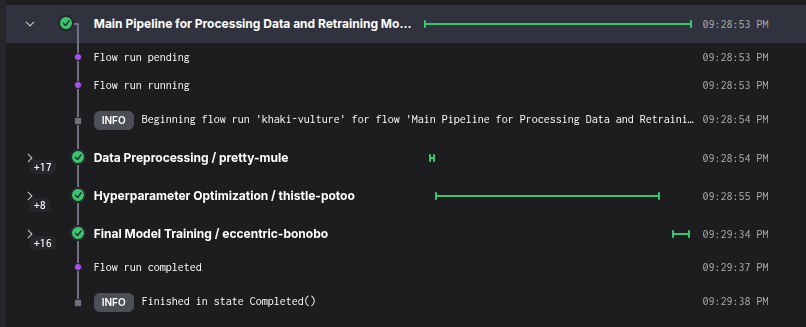 Main Pipeline for Processing Data and Retraining Mo... 09:28:53 PM
Flow run pending 09:28:53 PM
Flow run running 09:28:53 PM
INFO Beginning flow run 'khaki-vulture' for flow 'Main Pipeline for Processing Data and Retraini... 09:28:54 PM
+17 Data Preprocessing / pretty-mule 09:28:54 PM
+8 Hyperparameter Optimization / thistle-potoo 09:28:55 PM
+16 Final Model Training / eccentric-bonobo 09:29:34 PM
Flow run completed 09:29:37 PM
INFO Finished in state Completed() 09:29:38 PM